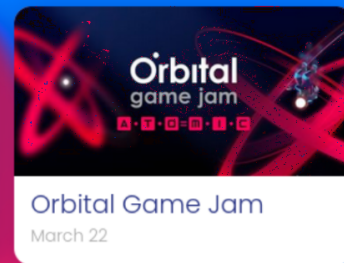 Orbital
game jam
A·T·O=M·I·C
Orbital Game Jam
March 22